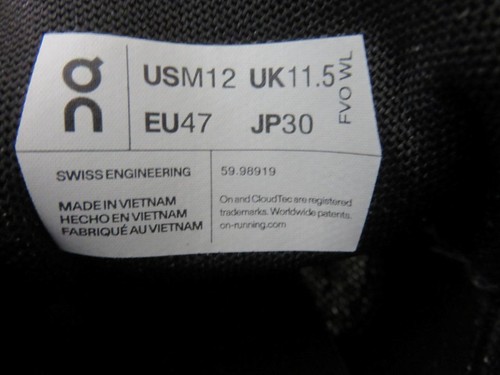 USM12 UK11.5
EU47 JP30
FVO WL
SWISS ENGINEERING
59.98919
MADE IN VIETNAM
HECHO EN VIETNAM
FABRIQUÉ AU VIETNAM
On and CloudTec are registered
trademarks. Worldwide patents.
on-running.com